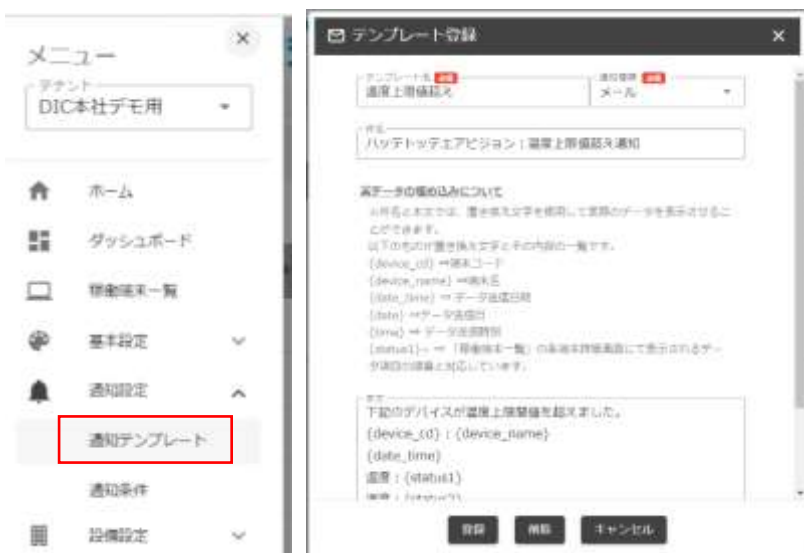 メニュー
テナント
DIC本社デモ用
ホーム
ダッシュボード
稼働端末一覧
基本設定
通知設定
通知テンプレート
通知条件
設備設定
テンプレート登録
テンプレート名 必須
温度上限値超え
通知種類 必須
メール
件名
ハッテトッテエアビジョン:温度上限値超え通知
実データの埋め込みについて
※件名と本文では、置き換え文字を使用して実際のデータを表示させることができます。
以下のものが置き換え文字とその内容の一覧です。
{device_cd} ⇒端末コード
{device_name} ⇒端末名
{date_time} ⇒ データ送信日時
{date} ⇒データ送信日
{time} ⇒ データ送信時刻
{status1}~ ⇒ 「稼働端末一覧」の各端末詳細画面にて表示されるデータ項目の順番と対応しています。
本文
下記のデバイスが温度上限閾値を超えました。
{device_cd} : {device_name}
{date_time}
温度 : {status1}
登録
削除
キャンセル